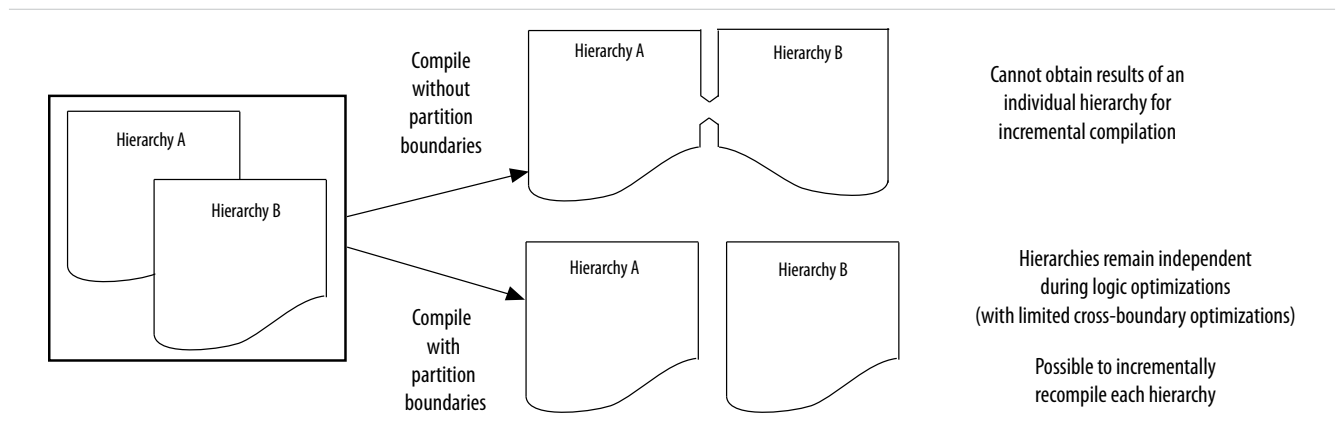 Hierarchy A
Hierarchy B
Compile
without
partition
boundaries
Hierarchy A
Hierarchy B
Cannot obtain results of an
individual hierarchy for
incremental compilation
Compile
with
partition
boundaries
Hierarchy A
Hierarchy B
Hierarchies remain independent
during logic optimizations
(with limited cross-boundary optimizations)
Possible to incrementally
recompile each hierarchy